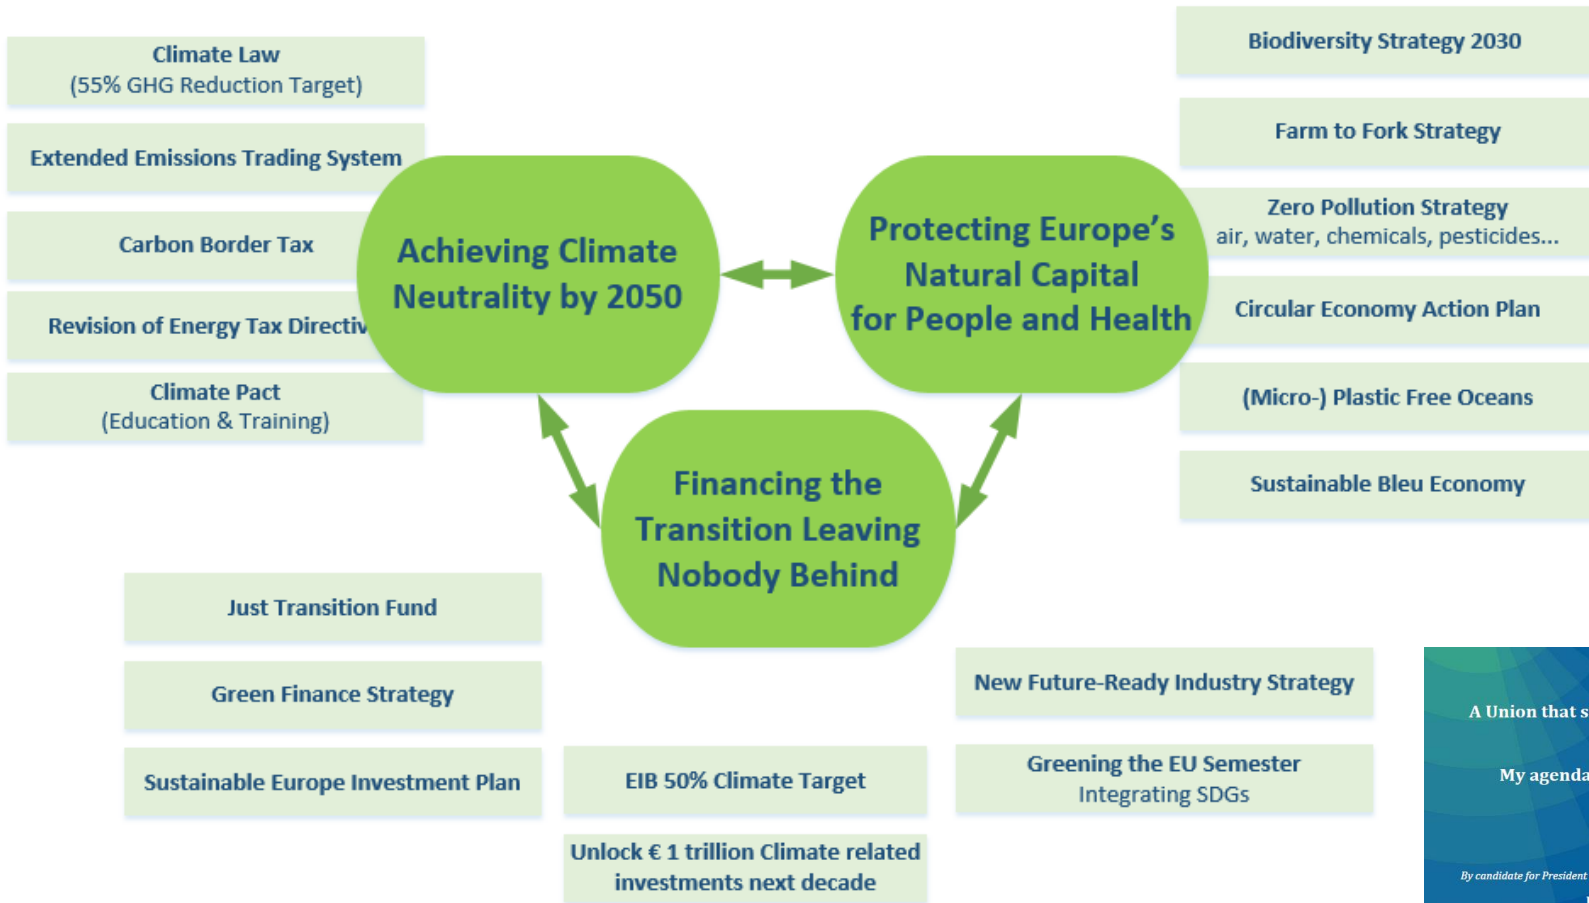 Climate Law
(55% GHG Reduction Target)
Extended Emissions Trading System
Carbon Border Tax
Revision of Energy Tax Directiv
Climate Pact
(Education & Training)
Achieving Climate
Neutrality by 2050
Protecting Europe’s
Natural Capital
for People and Health
Biodiversity Strategy 2030
Farm to Fork Strategy
Zero Pollution Strategy
air, water, chemicals, pesticides...
Circular Economy Action Plan
(Micro-) Plastic Free Oceans
Sustainable Bleu Economy
Financing the
Transition Leaving
Nobody Behind
Just Transition Fund
Green Finance Strategy
Sustainable Europe Investment Plan
EIB 50% Climate Target
Unlock € 1 trillion Climate related
investments next decade
New Future-Ready Industry Strategy
Greening the EU Semester
Integrating SDGs
A Union that s
My agenda
By candidate for President